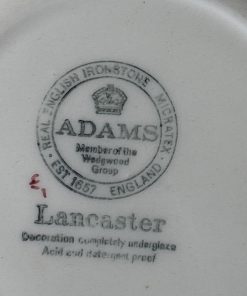 REAL ENGLISH IRONSTONE MICRATEX
ADAMS
Member of the
Wedgwood
Group
EST 1657 ENGLAND
£1
Lancaster
Decoration completely underglaze
Acid and detergent proof